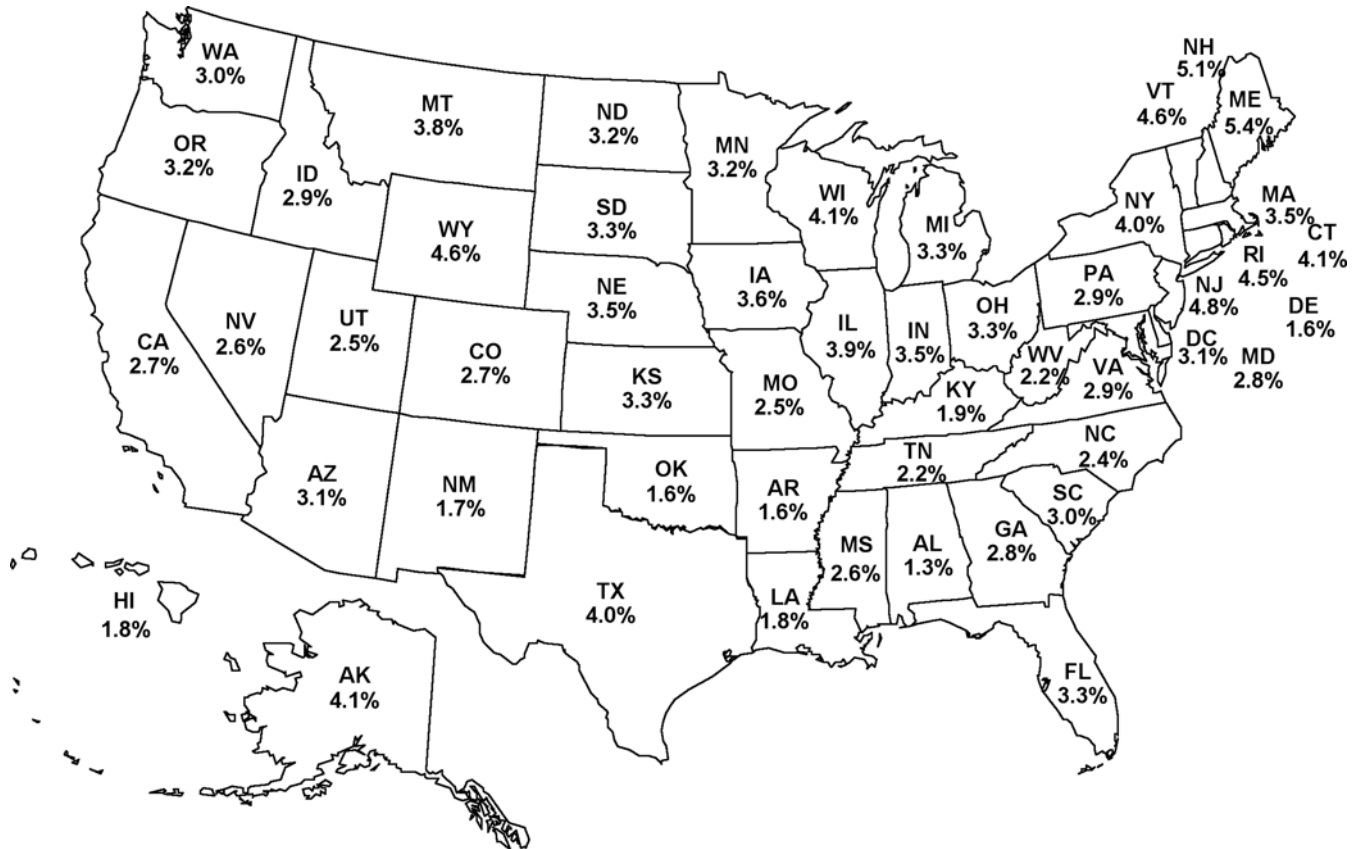 WA
3.0%
MT
3.8%
ND
3.2%
MN
3.2%
NH
5.1%
VT
4.6%
ME
5.4%
OR
3.2%
ID
2.9%
WY
4.6%
SD
3.3%
WI
4.1%
MI
3.3%
NY
4.0%
MA
3.5%
CT
4.1%
RI
4.5%
NE
3.5%
IA
3.6%
PA
2.9%
NJ
4.8%
DE
1.6%
CA
2.7%
NV
2.6%
UT
2.5%
CO
2.7%
KS
3.3%
MO
2.5%
IL
3.9%
IN
3.5%
OH
3.3%
WV
2.2%
VA
2.9%
DC
3.1%
MD
2.8%
KY
1.9%
AZ
3.1%
NM
1.7%
OK
1.6%
AR
1.6%
TN
2.2%
NC
2.4%
SC
3.0%
MS
2.6%
AL
1.3%
GA
2.8%
HI
1.8%
AK
4.1%
TX
4.0%
LA
1.8%
FL
3.3%